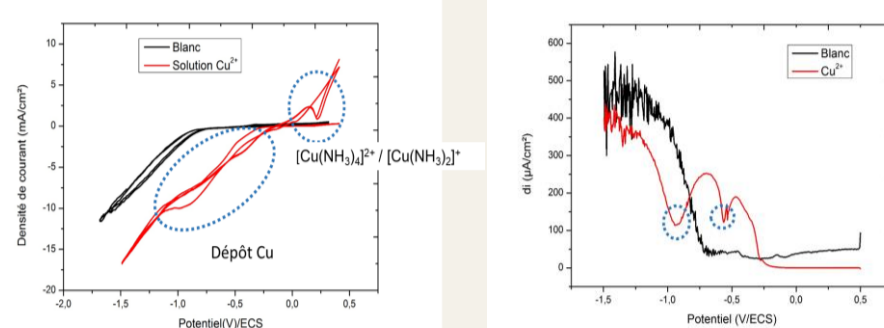 10
5
0
-5
-10
-15
-20
Densité de courant (mA/cm²)
Blanc
Solution Cu²⁺
[Cu(NH₃)₄]²⁺ / [Cu(NH₃)₂]⁺
Dépôt Cu
-2,0 -1,5 -1,0 -0,5 0,0 0,5
Potentiel(V)/ECS
600
500
400
300
200
100
0
di (µA/cm²)
Blanc
Cu²⁺
-1,5 -1,0 -0,5 0,0 0,5
Potentiel (V/ECS)